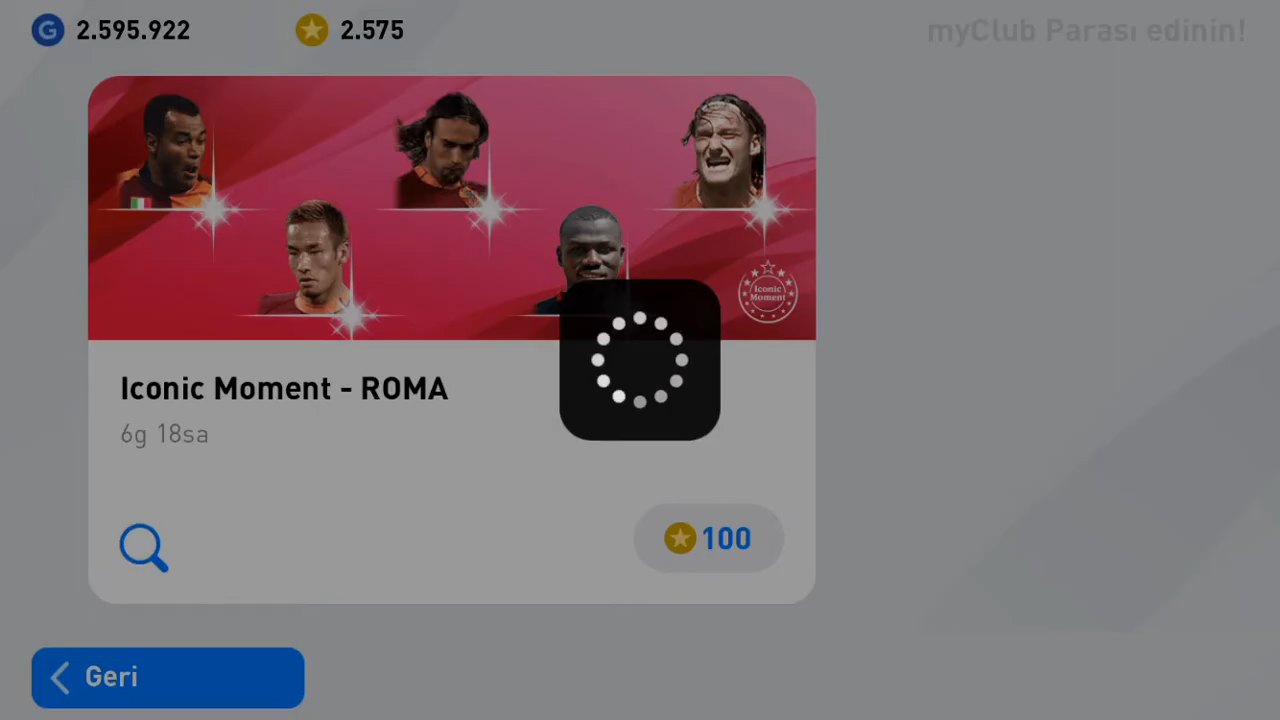 G 2.595.922 2.575 myClub Parası edinin!
Iconic Moment
Iconic Moment - ROMA
6g 18sa
100
Geri